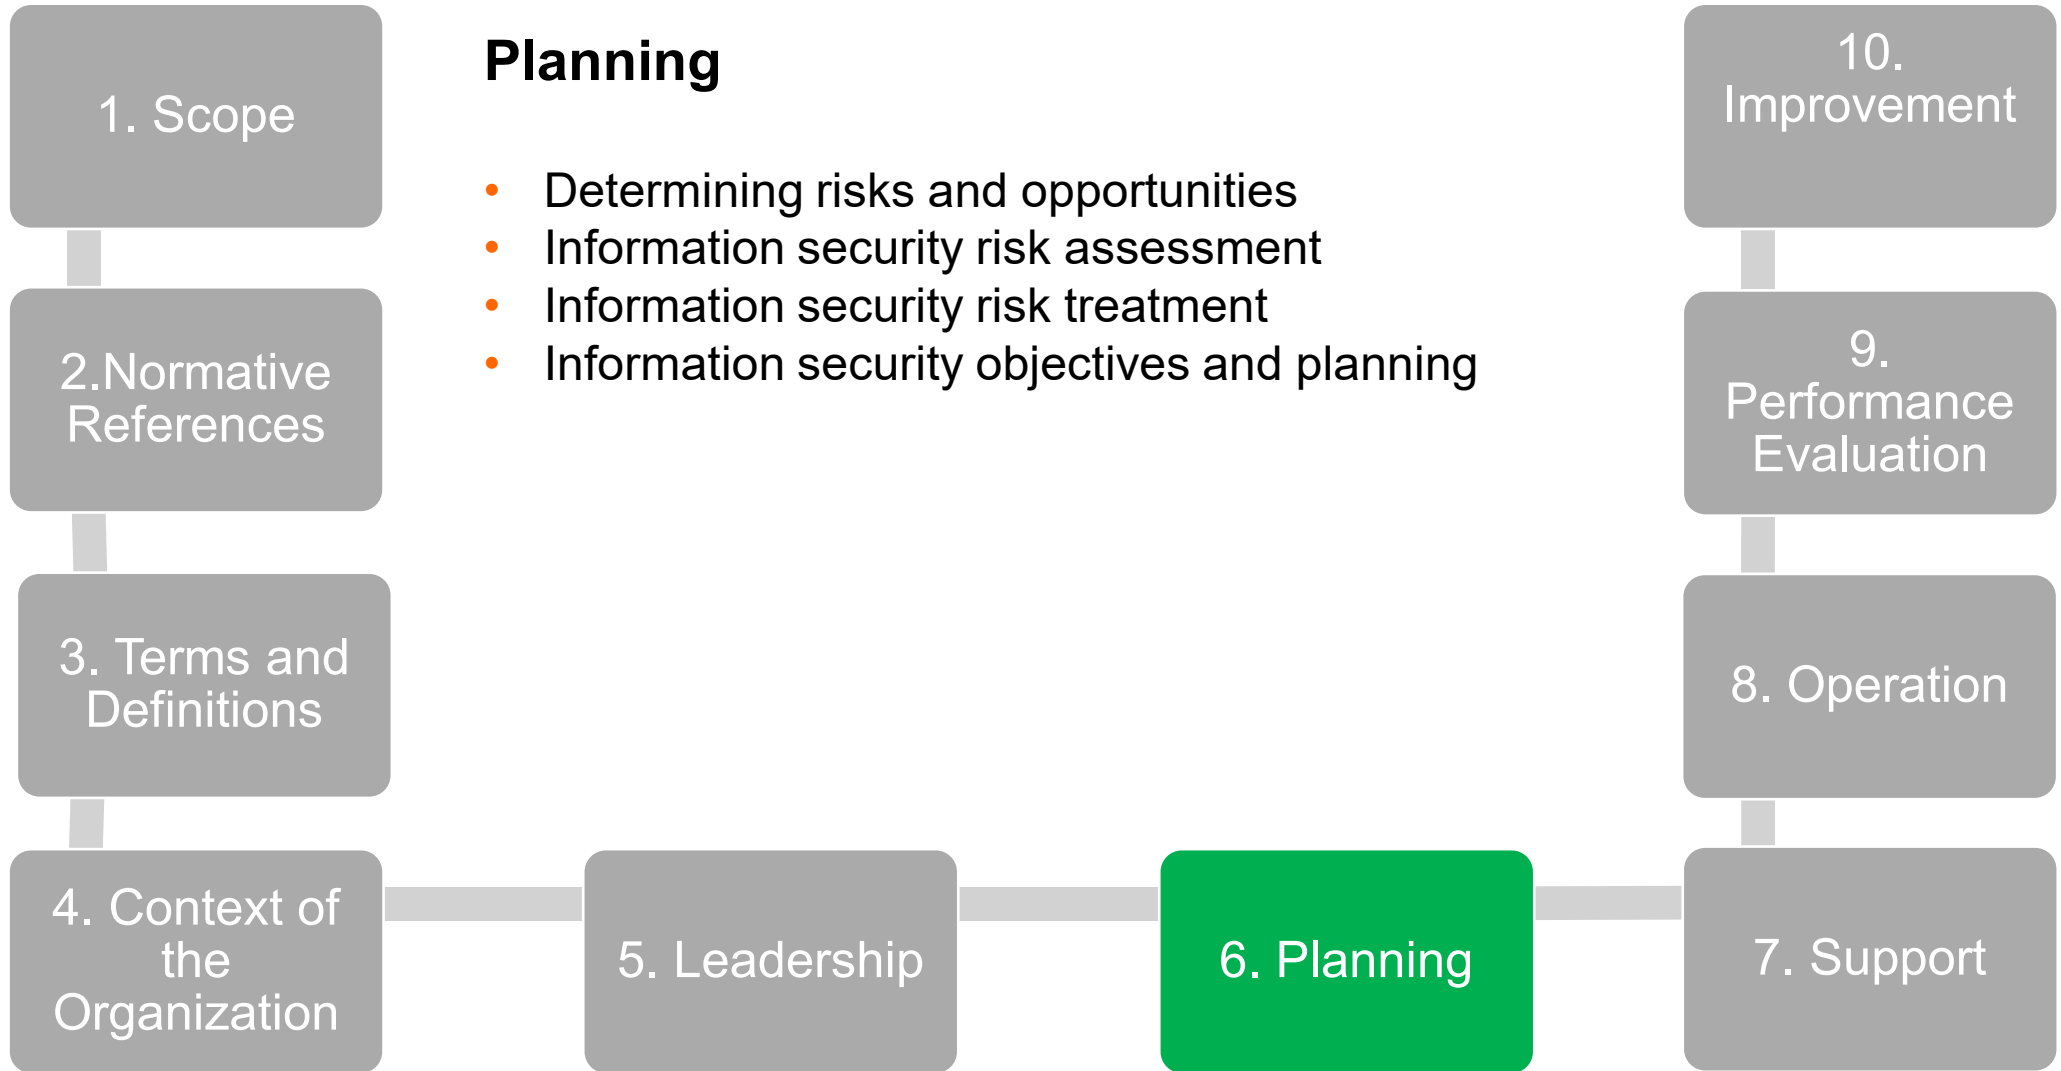 1. Scope
2.Normative
References
3. Terms and
Definitions
4. Context of
the
Organization
Planning
• Determining risks and opportunities
• Information security risk assessment
• Information security risk treatment
• Information security objectives and planning
5. Leadership
6. Planning
7. Support
8. Operation
9.
Performance
Evaluation
10.
Improvement